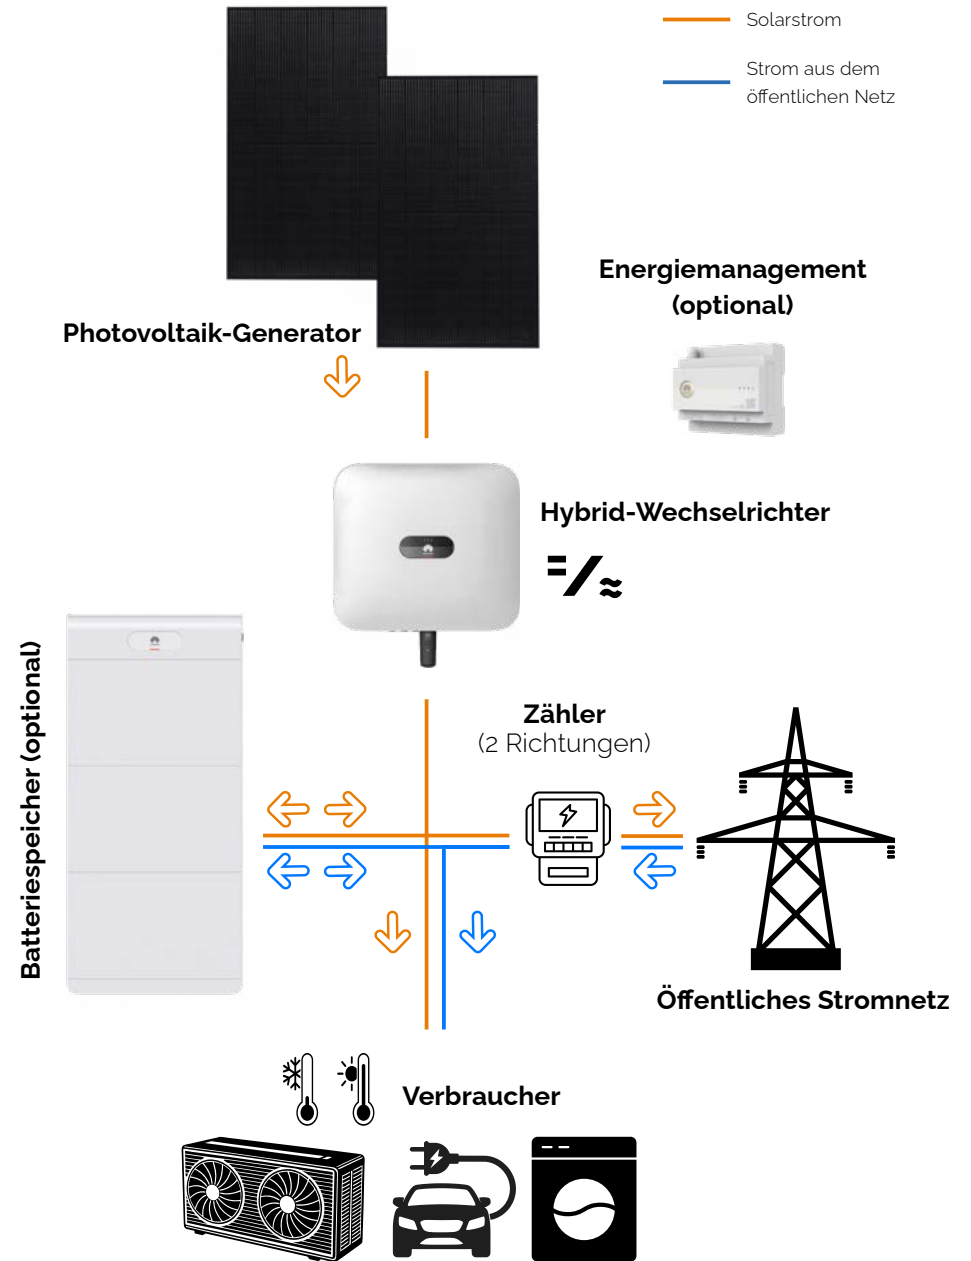 Solarstrom
Strom aus dem
öffentlichen Netz
Energiemanagement
(optional)
Photovoltaik-Generator
Hybrid-Wechselrichter
Batteriespeicher (optional)
Zähler
(2 Richtungen)
Öffentliches Stromnetz
Verbraucher